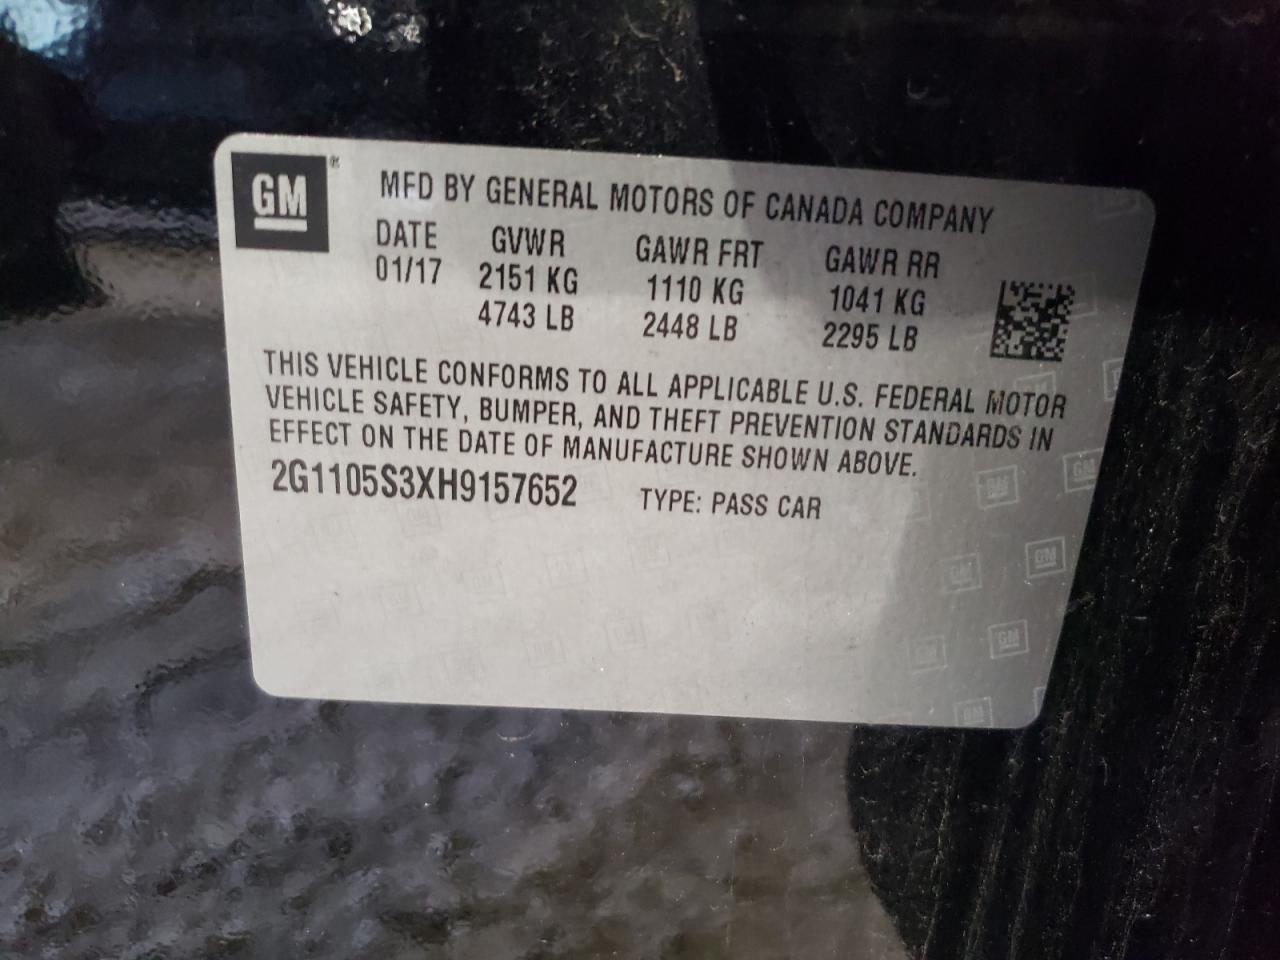 GM ®
MFD BY GENERAL MOTORS OF CANADA COMPANY
DATE GVWR GAWR FRT GAWR RR
01/17 2151 KG 1110 KG 1041 KG
4743 LB 2448 LB 2295 LB
THIS VEHICLE CONFORMS TO ALL APPLICABLE U.S. FEDERAL MOTOR
VEHICLE SAFETY, BUMPER, AND THEFT PREVENTION STANDARDS IN
EFFECT ON THE DATE OF MANUFACTURE SHOWN ABOVE.
2G1105S3XH9157652 TYPE: PASS CAR